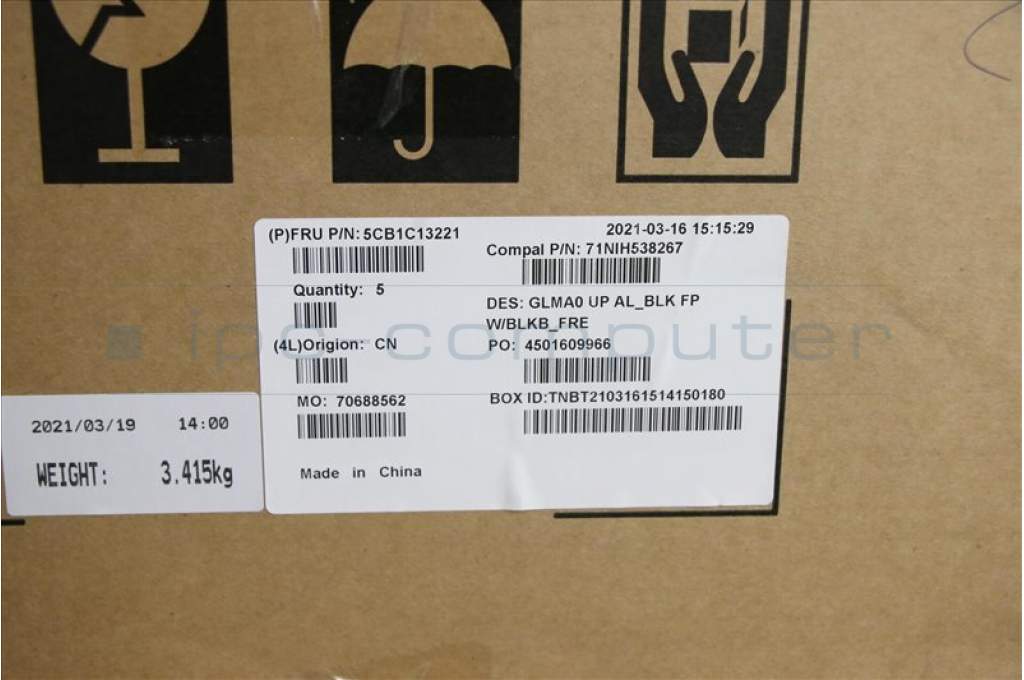 (P)FRU P/N: 5CB1C13221
2021-03-16 15:15:29
Compal P/N: 71NIH538267
Quantity: 5
DES: GLMA0 UP AL_BLK FP
W/BLKB_FRE
(4L)Origion: CN
PO: 4501609966
MO: 70688562
BOX ID:TNBT2103161514150180
Made in China
2021/03/19 14:00
WEIGHT: 3.415kg
ipc-computer